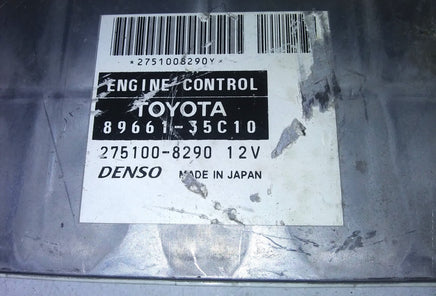 *2751008290Y*
ENGINE CONTROL
TOYOTA
89661-35C10
275100-8290 12V
DENSO MADE IN JAPAN